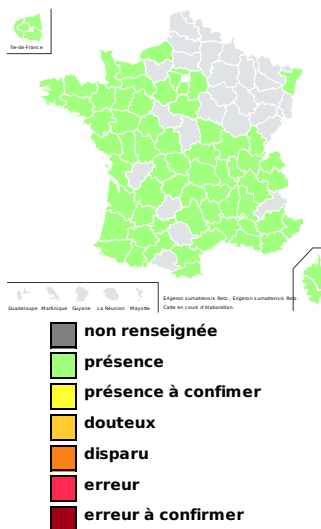 Île-de-France
Guadeloupe Martinique Guyane La Réunion Mayotte
Erigeron sumatrensis Retz., Erigeron sumatrensis Retz.
Carte en cours d'élaboration.
non renseignée
présence
présence à confimer
douteux
disparu
erreur
erreur à confirmer